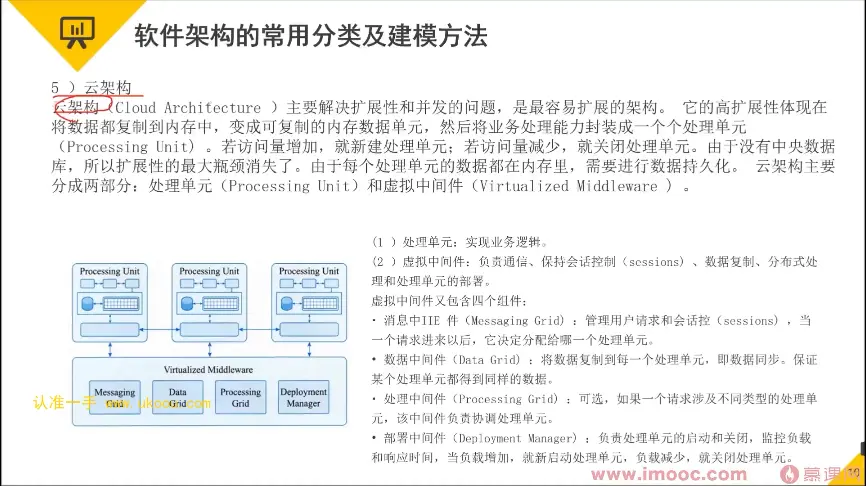 软件架构的常用分类及建模方法
5 ）云架构
云架构（Cloud Architecture ）主要解决扩展性和并发的问题，是最容易扩展的架构。 它的高扩展性体现在
将数据都复制到内存中，变成可复制的内存数据单元，然后将业务处理能力封装成一个个处理单元
（Processing Unit）。若访问量增加，就新建处理单元；若访问量减少，就关闭处理单元。由于没有中央数据
库，所以扩展性的最大瓶颈消失了。由于每个处理单元的数据都在内存里，需要进行数据持久化。 云架构主要
分成两部分：处理单元（Processing Unit）和虚拟中间件（Virtualized Middleware ）。
(1 ）处理单元：实现业务逻辑。
(2 ）虚拟中间件：负责通信、保持会话控制（sessions）、数据复制、分布式处
理和处理单元的部署。
虚拟中间件又包含四个组件：
• 消息中IIE 件（Messaging Grid）：管理用户请求和会话控（sessions），当
一个请求进来以后，它决定分配给哪一个处理单元。
• 数据中间件（Data Grid）：将数据复制到每一个处理单元，即数据同步。保证
某个处理单元都得到同样的数据。
• 处理中间件（Processing Grid）：可选，如果一个请求涉及不同类型的处理单
元，该中间件负责协调处理单元。
• 部署中间件（Deployment Manager）：负责处理单元的启动和关闭，监控负载
和响应时间，当负载增加，就新启动处理单元，负载减少，就关闭处理单元。
Processing Unit
Processing Unit
Processing Unit
Virtualized Middleware
Messaging Grid
Data Grid
Processing Grid
Deployment Manager
认准一手 www.ukooc.com
www.imooc.com
慕课